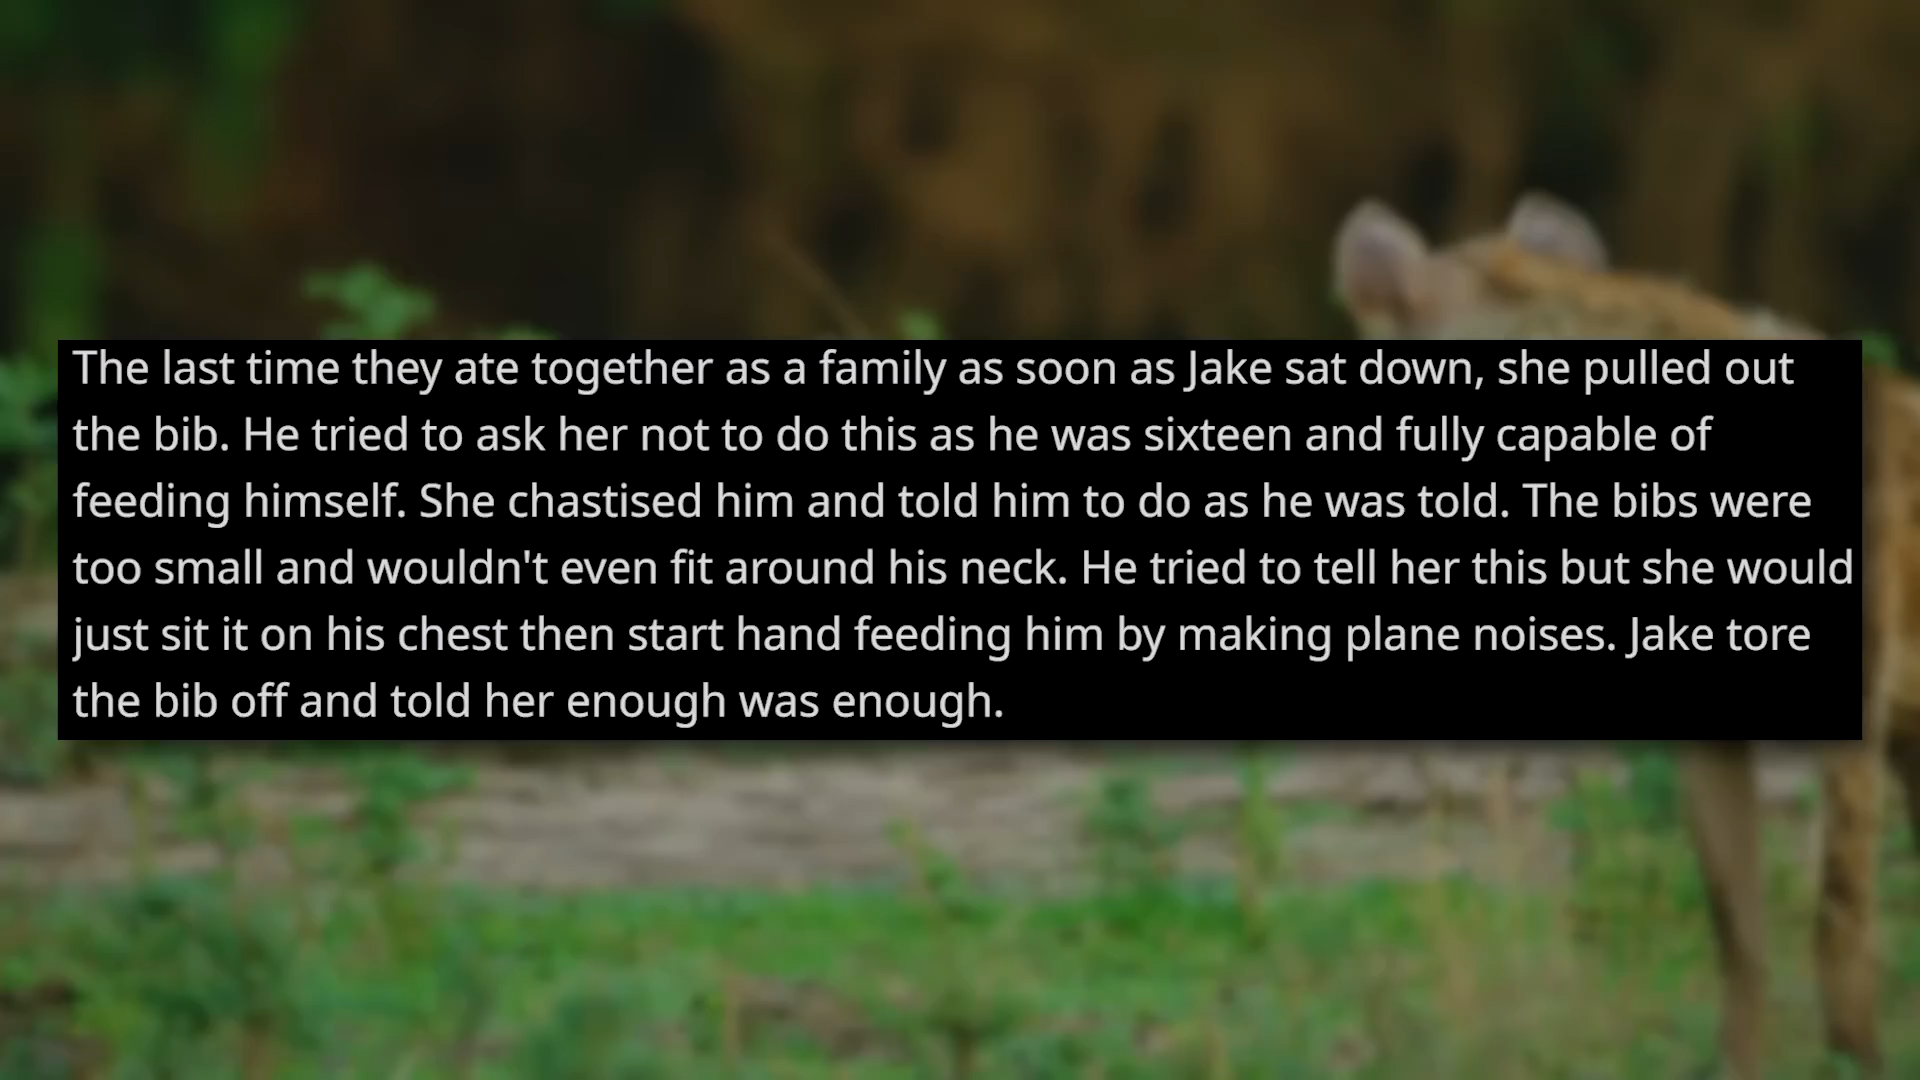 The last time they ate together as a family as soon as Jake sat down, she pulled out
the bib. He tried to ask her not to do this as he was sixteen and fully capable of
feeding himself. She chastised him and told him to do as he was told. The bibs were
too small and wouldn't even fit around his neck. He tried to tell her this but she would
just sit it on his chest then start hand feeding him by making plane noises. Jake tore
the bib off and told her enough was enough.